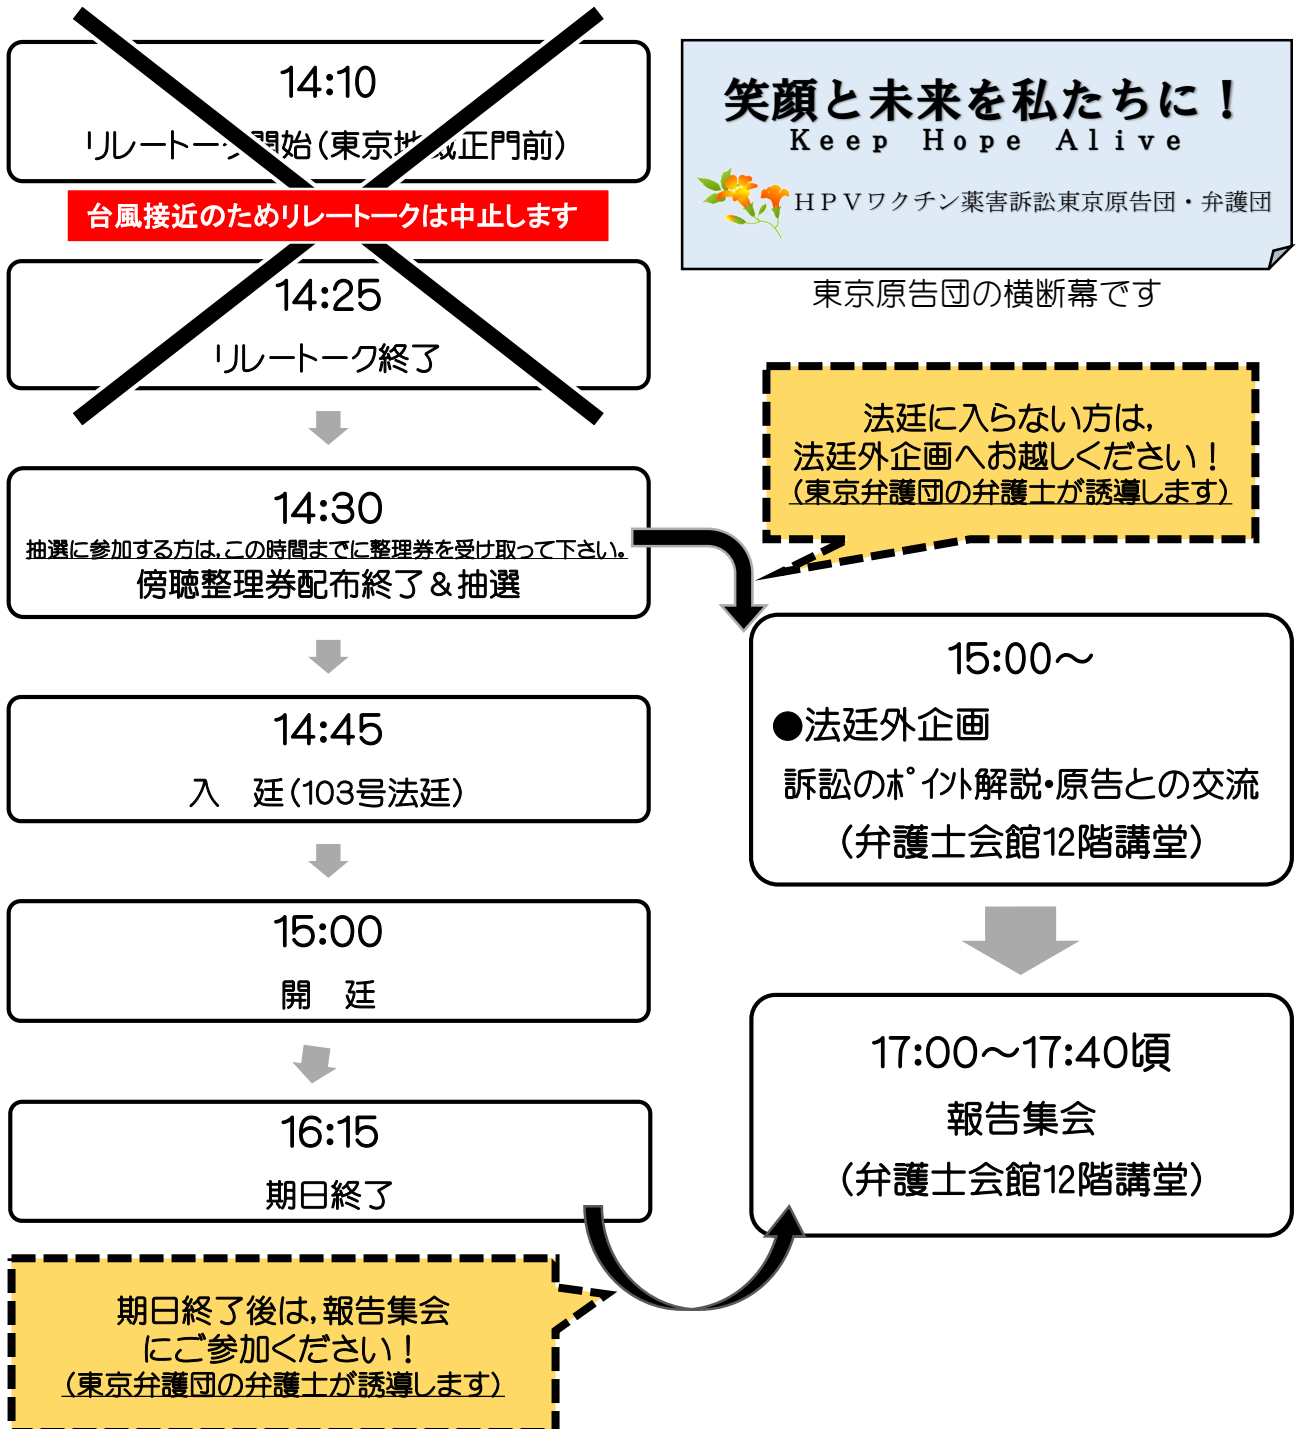 14:10
リレートーク開始（東京地裁正門前）
台風接近のためリレートークは中止します
14:25
リレートーク終了
14:30
抽選に参加する方は，この時間までに整理券を受け取って下さい。
傍聴整理券配布終了＆抽選
14:45
入　廷（103号法廷）
15:00
開　廷
16:15
期日終了
期日終了後は，報告集会
にご参加ください！
（東京弁護団の弁護士が誘導します）
笑顔と未来を私たちに！
Ｋｅｅｐ　Ｈｏｐｅ　Ａｌｉｖｅ
ＨＰＶワクチン薬害訴訟東京原告団・弁護団
東京原告団の横断幕です
法廷に入らない方は，
法廷外企画へお越しください！
（東京弁護団の弁護士が誘導します）
15:00～
●法廷外企画
訴訟のﾎﾟｲﾝﾄ解説・原告との交流
（弁護士会館12階講堂）
17:00～17:40頃
報告集会
（弁護士会館12階講堂）